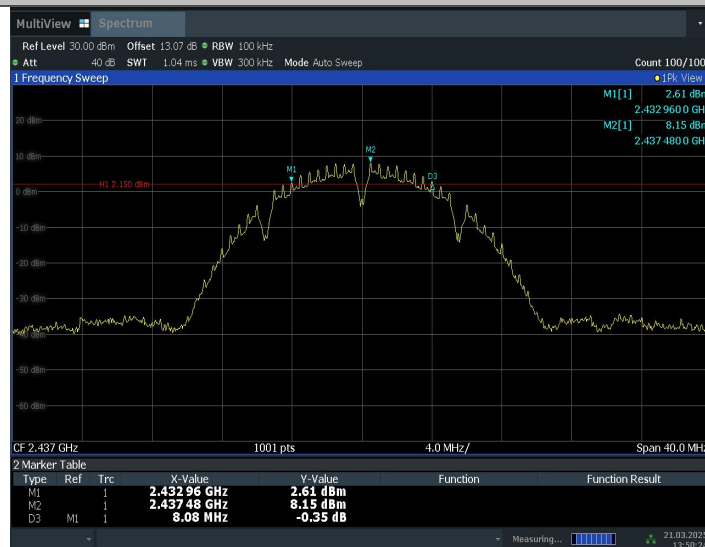 MultiView Spectrum
Ref Level 30.00 dBm Offset 13.07 dB RBW 100 kHz
Att 40 dB SWT 1.04 ms VBW 300 kHz Mode Auto Sweep Count 100/100
1 Frequency Sweep 1Pk View
M1[1] 2.61 dBm
2.432 960 0 GH
M2[1] 8.15 dBm
2.437 480 0 GH
20 dBm
M2
10 dBm
M1
D3
H1 2.150 dBm
0 dBm
-10 dBm
-20 dBm
-30 dBm
-40 dBm
-50 dBm
-60 dBm
CF 2.437 GHz 1001 pts 4.0 MHz/ Span 40.0 MHz
2 Marker Table
Type Ref Trc X-Value Y-Value Function Function Result
M1 1 2.432 96 GHz 2.61 dBm
M2 1 2.437 48 GHz 8.15 dBm
D3 M1 1 8.08 MHz -0.35 dB
Measuring... 21.03.2025
13:50:24